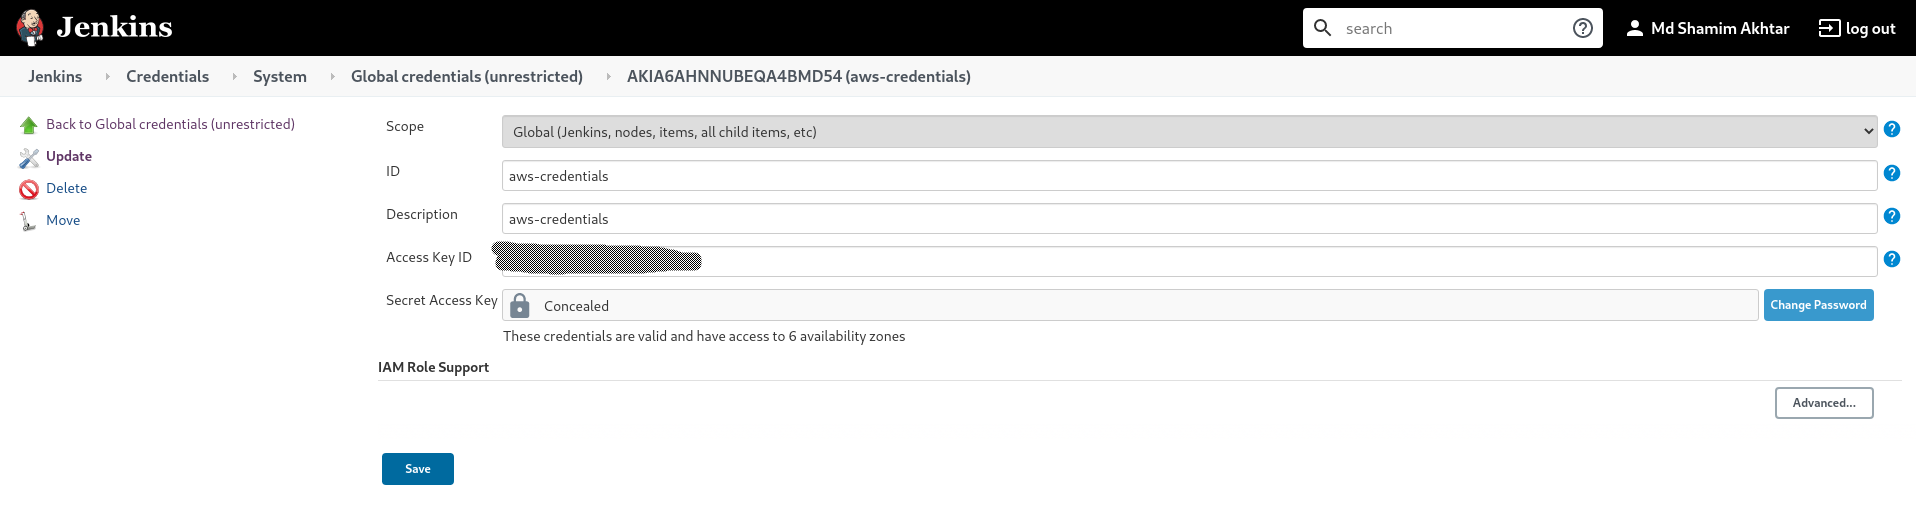 Jenkins
search
Md Shamim Akhtar
log out
Jenkins Credentials System Global credentials (unrestricted) AKIA6AHNNUBEQA4BMD54 (aws-credentials)
Back to Global credentials (unrestricted)
Update
Delete
Move
Scope
Global (Jenkins, nodes, items, all child items, etc)
ID
aws-credentials
Description
aws-credentials
Access Key ID
Secret Access Key
Concealed
Change Password
These credentials are valid and have access to 6 availability zones
IAM Role Support
Advanced...
Save